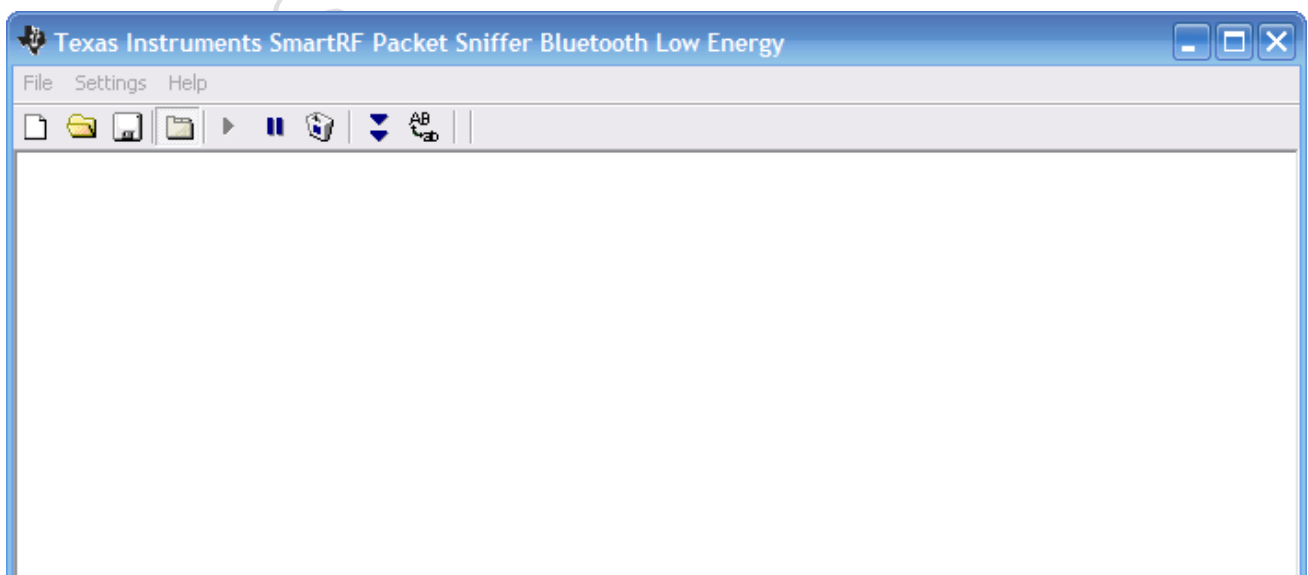 Texas Instruments SmartRF Packet Sniffer Bluetooth Low Energy
File Settings Help
AB
ab